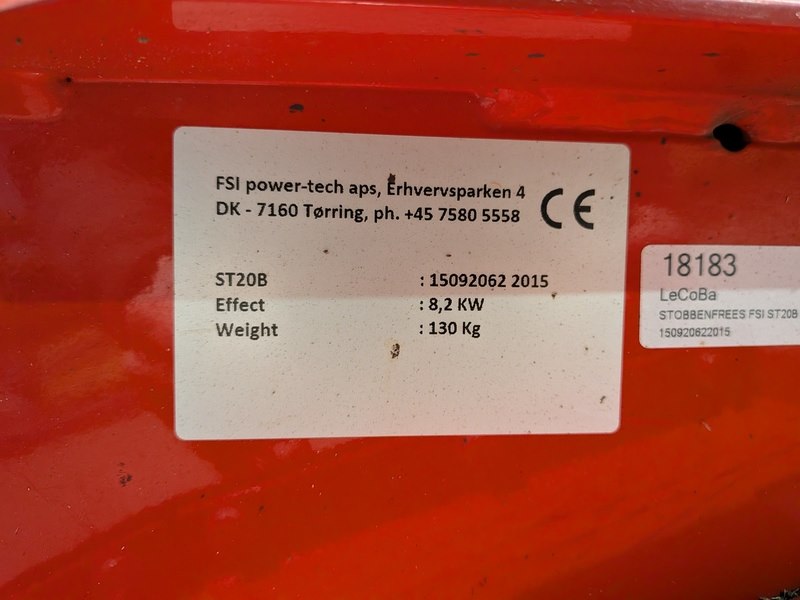 FSI power-tech aps, Erhvervsparken 4
DK - 7160 Tørring, ph. +45 7580 5558
CE
ST20B : 15092062 2015
Effect : 8,2 KW
Weight : 130 Kg
18183
LeCoBa
STOBBENFREES FSI ST20B
150920622015